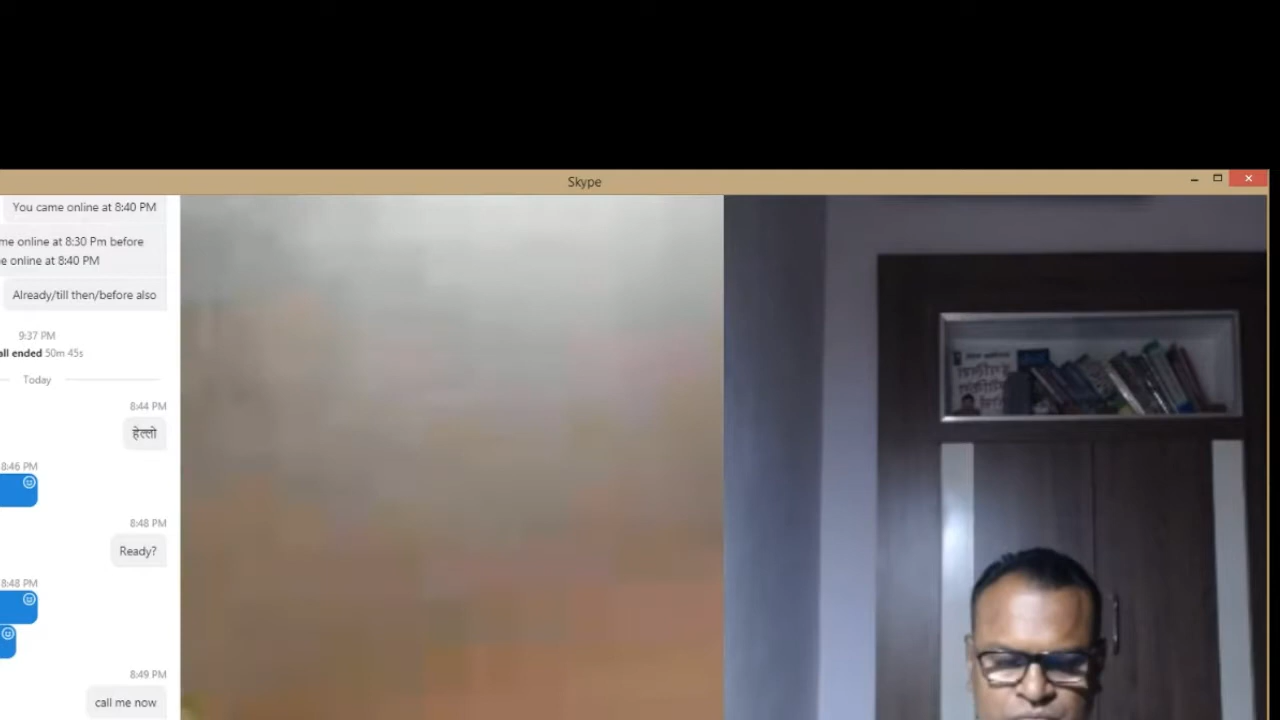 Skype
You came online at 8:40 PM
me online at 8:30 Pm before
e online at 8:40 PM
Already/till then/before also
9:37 PM
all ended 50m 45s
Today
8:44 PM
हेल्लो
8:46 PM
8:48 PM
Ready?
8:48 PM
8:49 PM
call me now